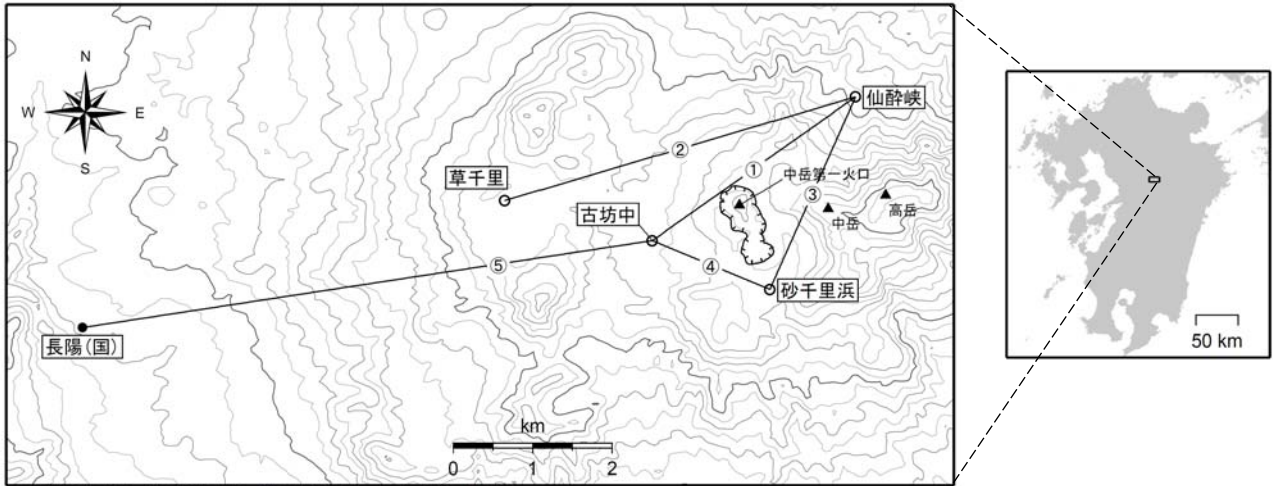 N
W
E
S
仙酔峡
②
草千里
①
中岳第一火口
③
高岳
中岳
古坊中
⑤
④
砂千里浜
長陽(国)
km
0
1
2
50 km